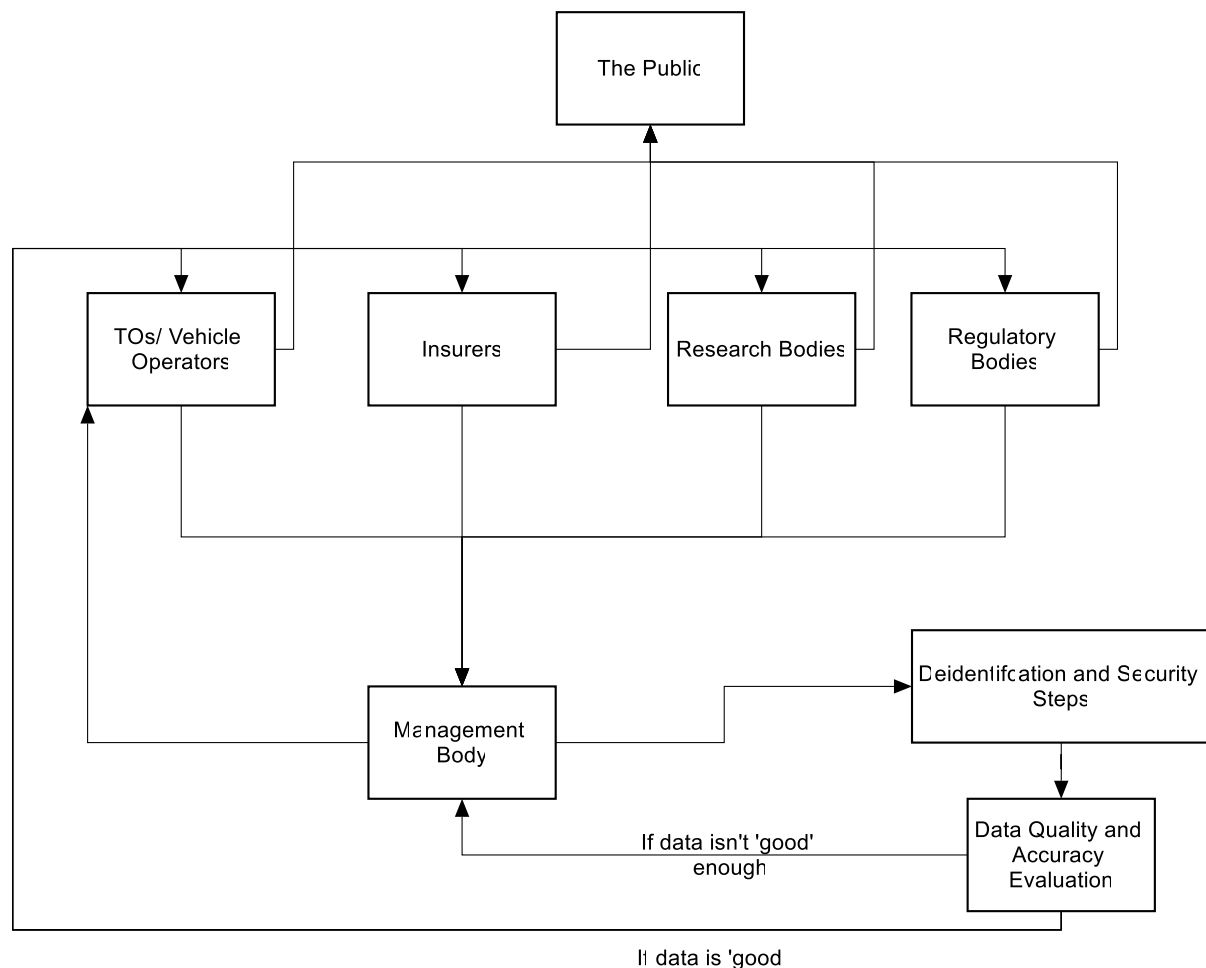 The Public
TOs/ Vehicle
Operators
Insurers
Research Bodies
Regulatory
Bodies
Deidentifcation and Security
Steps
Management
Body
If data isn't 'good'
enough
Data Quality and
Accuracy
Evaluation
If data is 'good